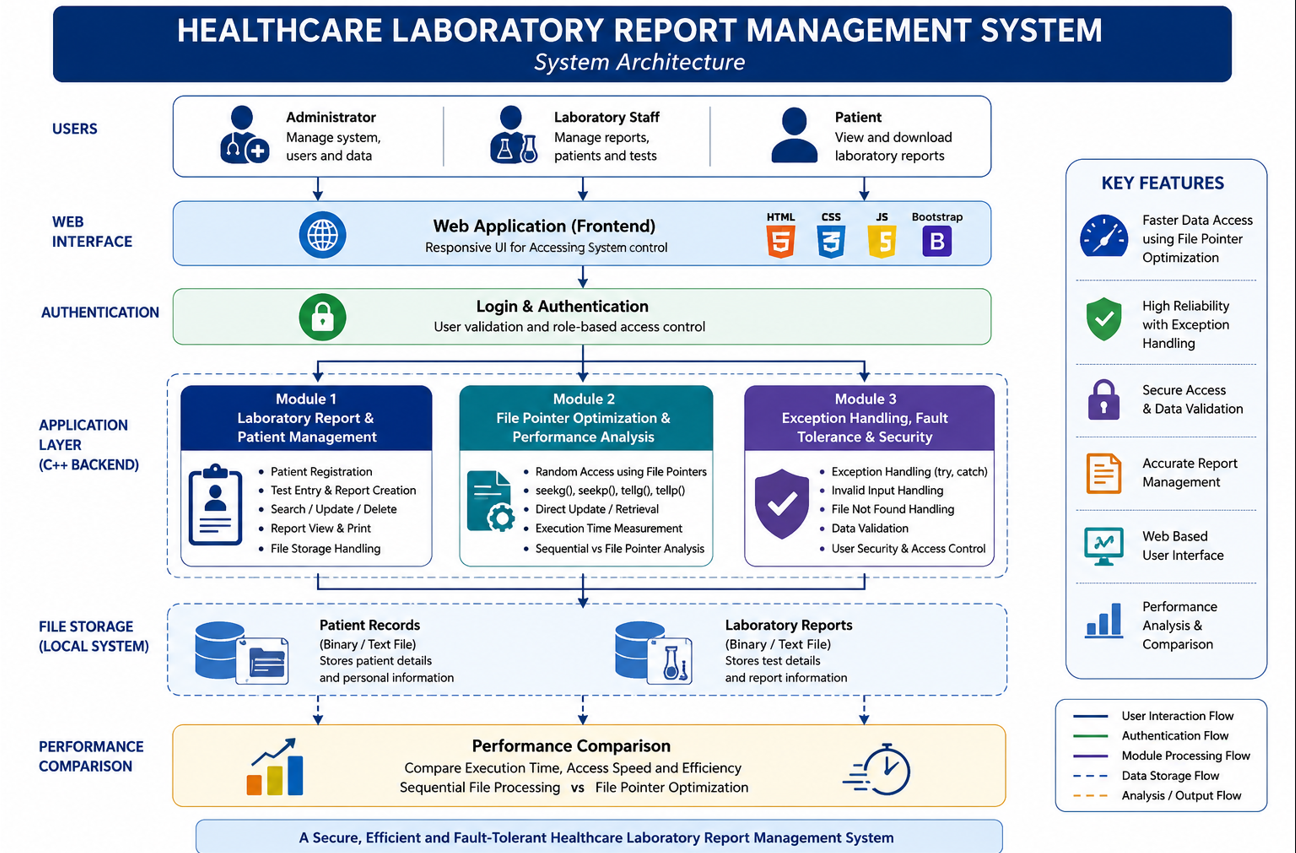 HEALTHCARE LABORATORY REPORT MANAGEMENT SYSTEM
System Architecture
USERS
Administrator
Manage system,
users and data
Laboratory Staff
Manage reports,
patients and tests
Patient
View and download
laboratory reports
WEB
INTERFACE
Web Application (Frontend)
Responsive UI for Accessing System control
HTML
5
CSS
3
JS
5
Bootstrap
B
AUTHENTICATION
Login & Authentication
User validation and role-based access control
APPLICATION
LAYER
(C++ BACKEND)
Module 1
Laboratory Report &
Patient Management
• Patient Registration
• Test Entry & Report Creation
• Search / Update / Delete
• Report View & Print
• File Storage Handling
Module 2
File Pointer Optimization &
Performance Analysis
• Random Access using File Pointers
• seekg(), seekp(), tellg(), tellp()
• Direct Update / Retrieval
• Execution Time Measurement
• Sequential vs File Pointer Analysis
Module 3
Exception Handling, Fault
Tolerance & Security
• Exception Handling (try, catch)
• Invalid Input Handling
• File Not Found Handling
• Data Validation
• User Security & Access Control
FILE STORAGE
(LOCAL SYSTEM)
Patient Records
(Binary / Text File)
Stores patient details
and personal information
Laboratory Reports
(Binary / Text File)
Stores test details
and report information
PERFORMANCE
COMPARISON
Performance Comparison
Compare Execution Time, Access Speed and Efficiency
Sequential File Processing vs File Pointer Optimization
A Secure, Efficient and Fault-Tolerant Healthcare Laboratory Report Management System
KEY FEATURES
Faster Data Access
using File Pointer
Optimization
High Reliability
with Exception
Handling
Secure Access
& Data Validation
Accurate Report
Management
Web Based
User Interface
Performance
Analysis &
Comparison
User Interaction Flow
Authentication Flow
Module Processing Flow
Data Storage Flow
Analysis / Output Flow